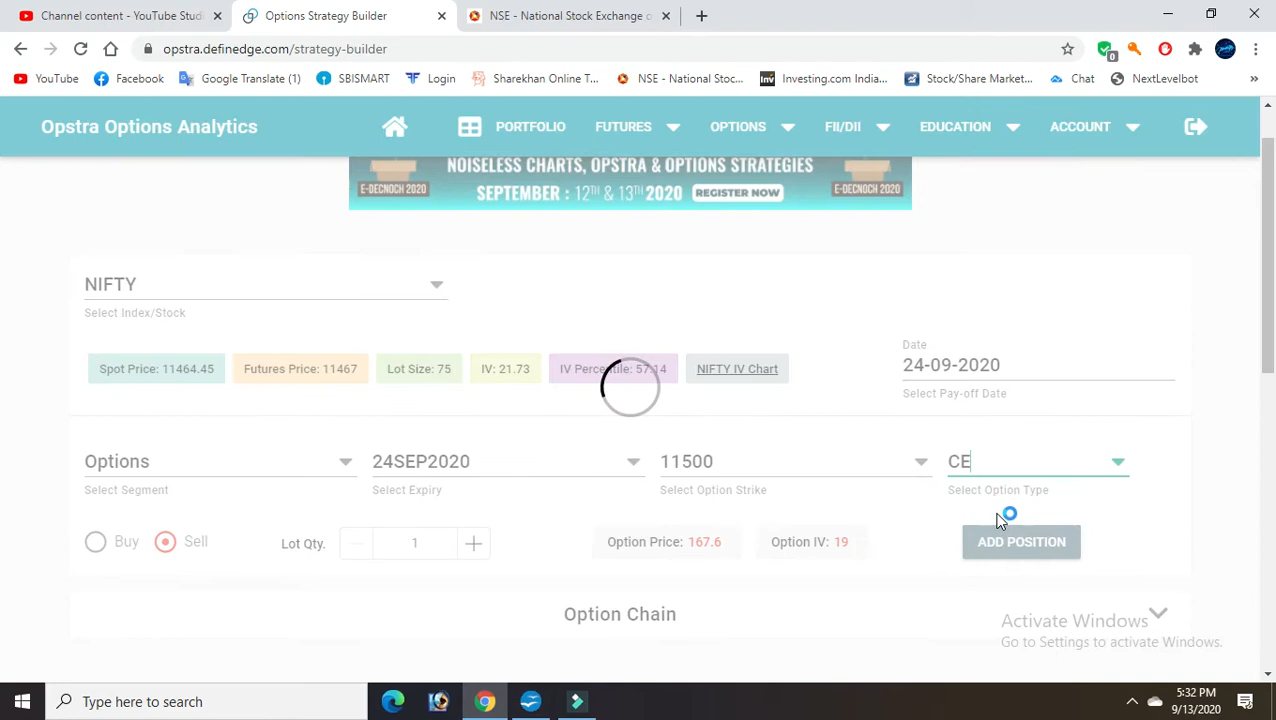 Channel content - YouTube Stud
Options Strategy Builder
NSE - National Stock Exchange o
opstra.definedge.com/strategy-builder
0
YouTube
Facebook
Google Translate (1)
SBISMART
Login
Sharekhan Online T...
NSE - National Stoc...
Investing.com India...
Stock/Share Market...
Chat
NextLevelbot
»
Opstra Options Analytics
PORTFOLIO
FUTURES
OPTIONS
FII/DII
EDUCATION
ACCOUNT
E-DECNOCH 2020
NOISELESS CHARTS, OPSTRA & OPTIONS STRATEGIES
SEPTEMBER : 12TH & 13TH 2020 REGISTER NOW
E-DECNOCH 2020
NIFTY
Select Index/Stock
Spot Price: 11464.45
Futures Price: 11467
Lot Size: 75
IV: 21.73
IV Percentile: 57.14
NIFTY IV Chart
Date
24-09-2020
Select Pay-off Date
Options
24SEP2020
11500
CE
Select Segment
Select Expiry
Select Option Strike
Select Option Type
Buy
Sell
Lot Qty.
1
Option Price: 167.6
Option IV: 19
ADD POSITION
Option Chain
Activate Windows
Go to Settings to activate Windows.
Type here to search
5:32 PM
9/13/2020